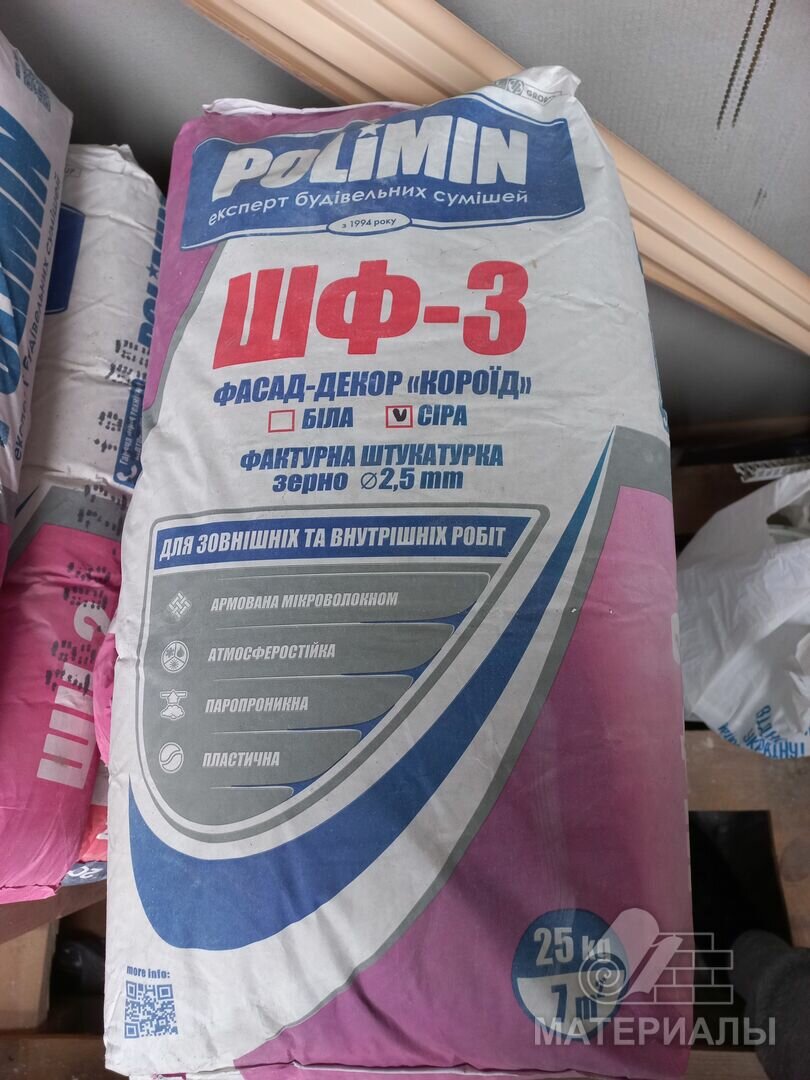 GROUP
POLiMIN
експерт будівельних сумішей
з 1994 року
ШФ-3
ФАСАД-ДЕКОР «КОРОЇД»
БІЛА СІРА
ФАКТУРНА ШТУКАТУРКА
зерно ⌀2,5 mm
ДЛЯ ЗОВНІШНІХ ТА ВНУТРІШНІХ РОБІТ
АРМОВАНА МІКРОВОЛОКНОМ
АТМОСФЕРОСТІЙКА
ПАРОПРОНИКНА
ПЛАСТИЧНА
more info:
25 kg
МАТЕРИАЛЫ